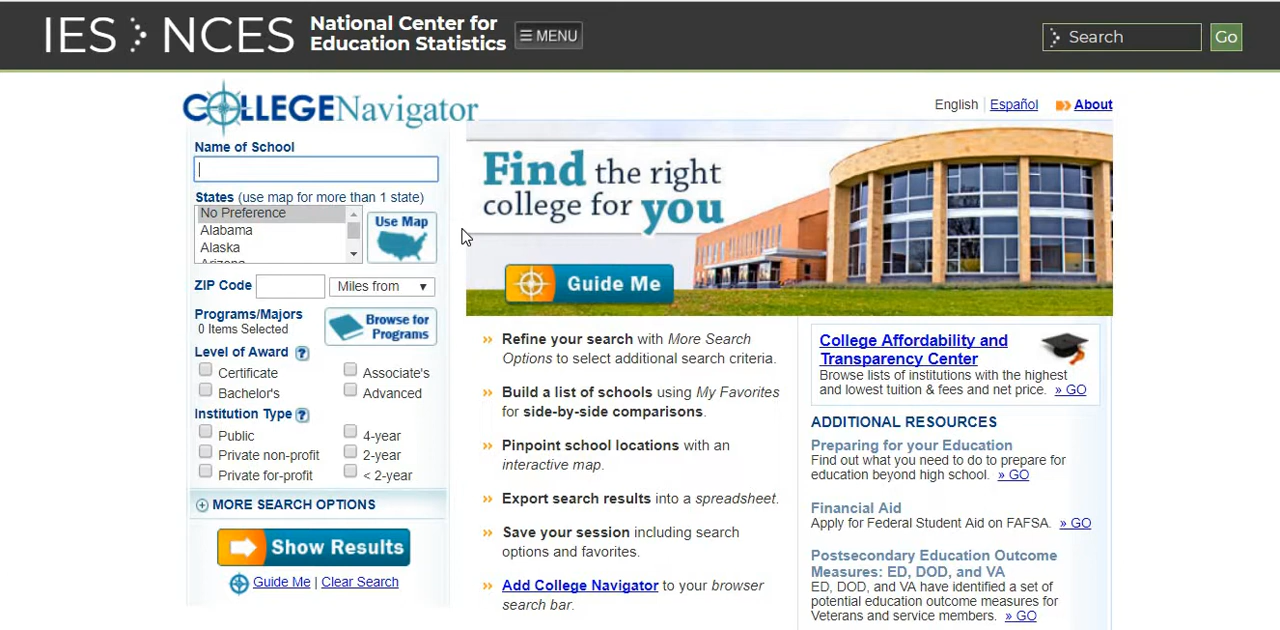 IES NCES
National Center for
Education Statistics
☰ MENU
Search
Go
COLLEGENavigator
English
Español
About
Name of School
States (use map for more than 1 state)
No Preference
Alabama
Alaska
Arizona
Use Map
ZIP Code
Miles from
Programs/Majors
0 Items Selected
Browse for
Programs
Level of Award ?
Certificate
Associate's
Bachelor's
Advanced
Institution Type ?
Public
4-year
Private non-profit
2-year
Private for-profit
< 2-year
MORE SEARCH OPTIONS
Show Results
Guide Me | Clear Search
Find the right
college for you
Guide Me
» Refine your search with More Search
Options to select additional search criteria.
» Build a list of schools using My Favorites
for side-by-side comparisons.
» Pinpoint school locations with an
interactive map.
» Export search results into a spreadsheet.
» Save your session including search
options and favorites.
» Add College Navigator to your browser
search bar.
College Affordability and
Transparency Center
Browse lists of institutions with the highest
and lowest tuition & fees and net price. » GO
ADDITIONAL RESOURCES
Preparing for your Education
Find out what you need to do to prepare for
education beyond high school. » GO
Financial Aid
Apply for Federal Student Aid on FAFSA. » GO
Postsecondary Education Outcome
Measures: ED, DOD, and VA
ED, DOD, and VA have identified a set of
potential education outcome measures for
Veterans and service members. » GO